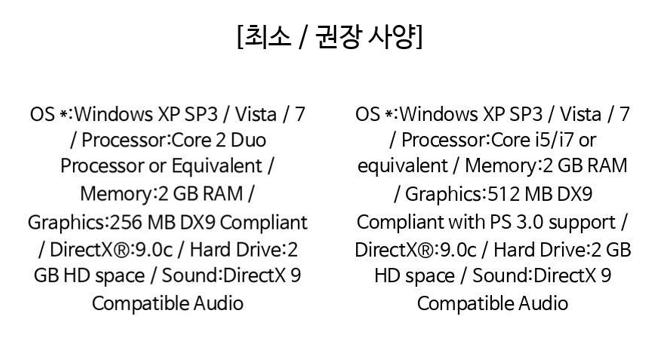 [최소 / 권장 사양]
OS *:Windows XP SP3 / Vista / 7
/ Processor:Core 2 Duo
Processor or Equivalent /
Memory:2 GB RAM /
Graphics:256 MB DX9 Compliant
/ DirectX®:9.0c / Hard Drive:2
GB HD space / Sound:DirectX 9
Compatible Audio
OS *:Windows XP SP3 / Vista / 7
/ Processor:Core i5/i7 or
equivalent / Memory:2 GB RAM
/ Graphics:512 MB DX9
Compliant with PS 3.0 support /
DirectX®:9.0c / Hard Drive:2 GB
HD space / Sound:DirectX 9
Compatible Audio